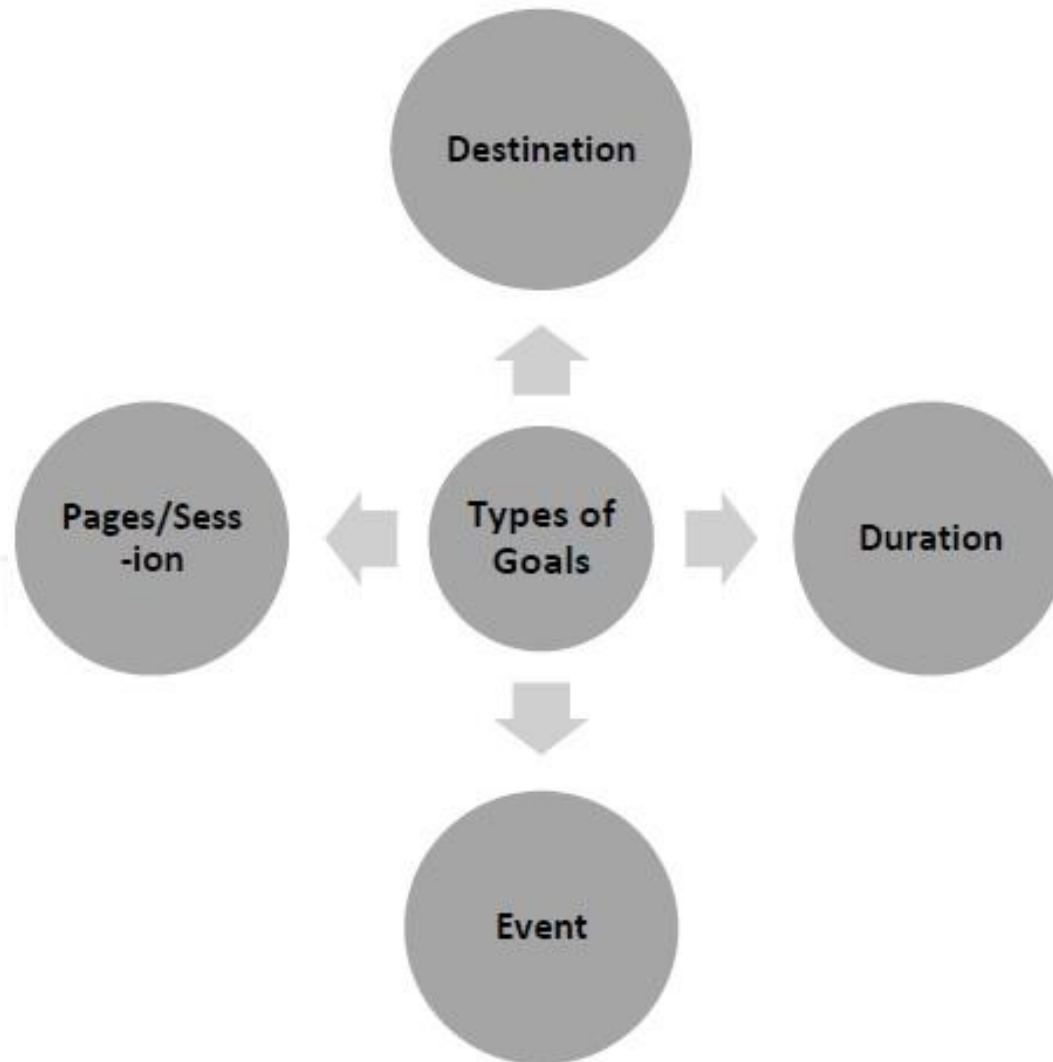 Destination
Pages/Sess
-ion
Types of
Goals
Duration
Event